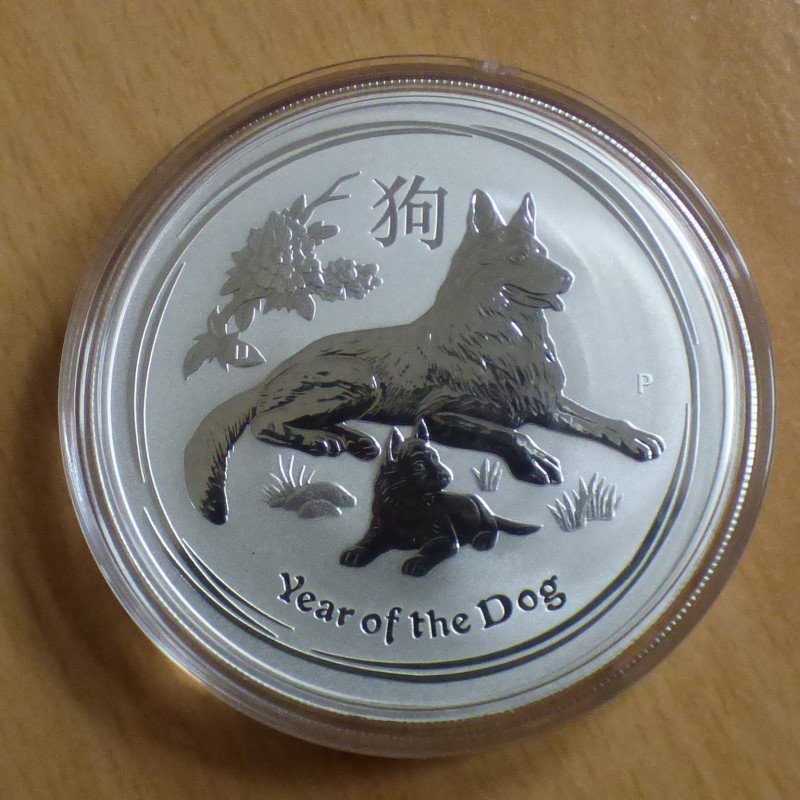 狗
P
Year of the Dog